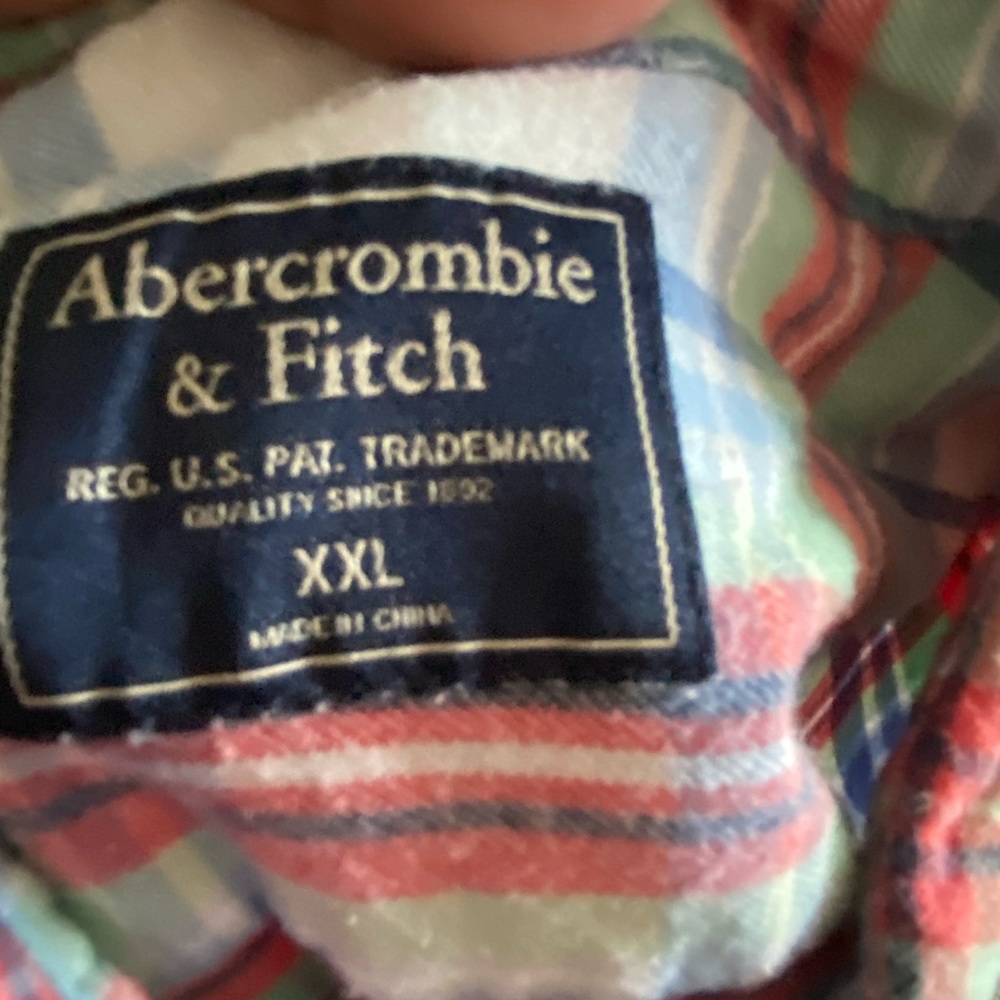 Abercrombie
& Fitch
REG. U.S. PAT. TRADEMARK
QUALITY SINCE 1892
XXL
MADE IN CHINA